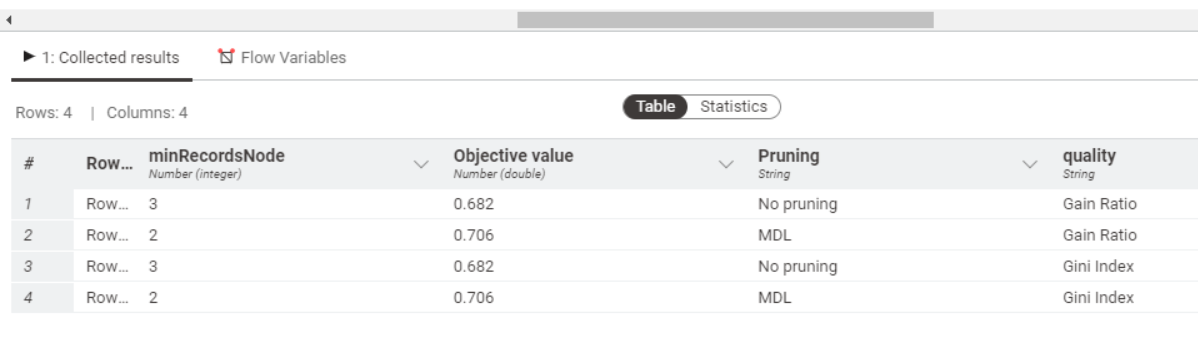 1: Collected results Flow Variables
Rows: 4 | Columns: 4 Table Statistics
# Row... minRecordsNode Objective value Pruning quality
Number (integer) Number (double) String String
1 Row... 3 0.682 No pruning Gain Ratio
2 Row... 2 0.706 MDL Gain Ratio
3 Row... 3 0.682 No pruning Gini Index
4 Row... 2 0.706 MDL Gini Index